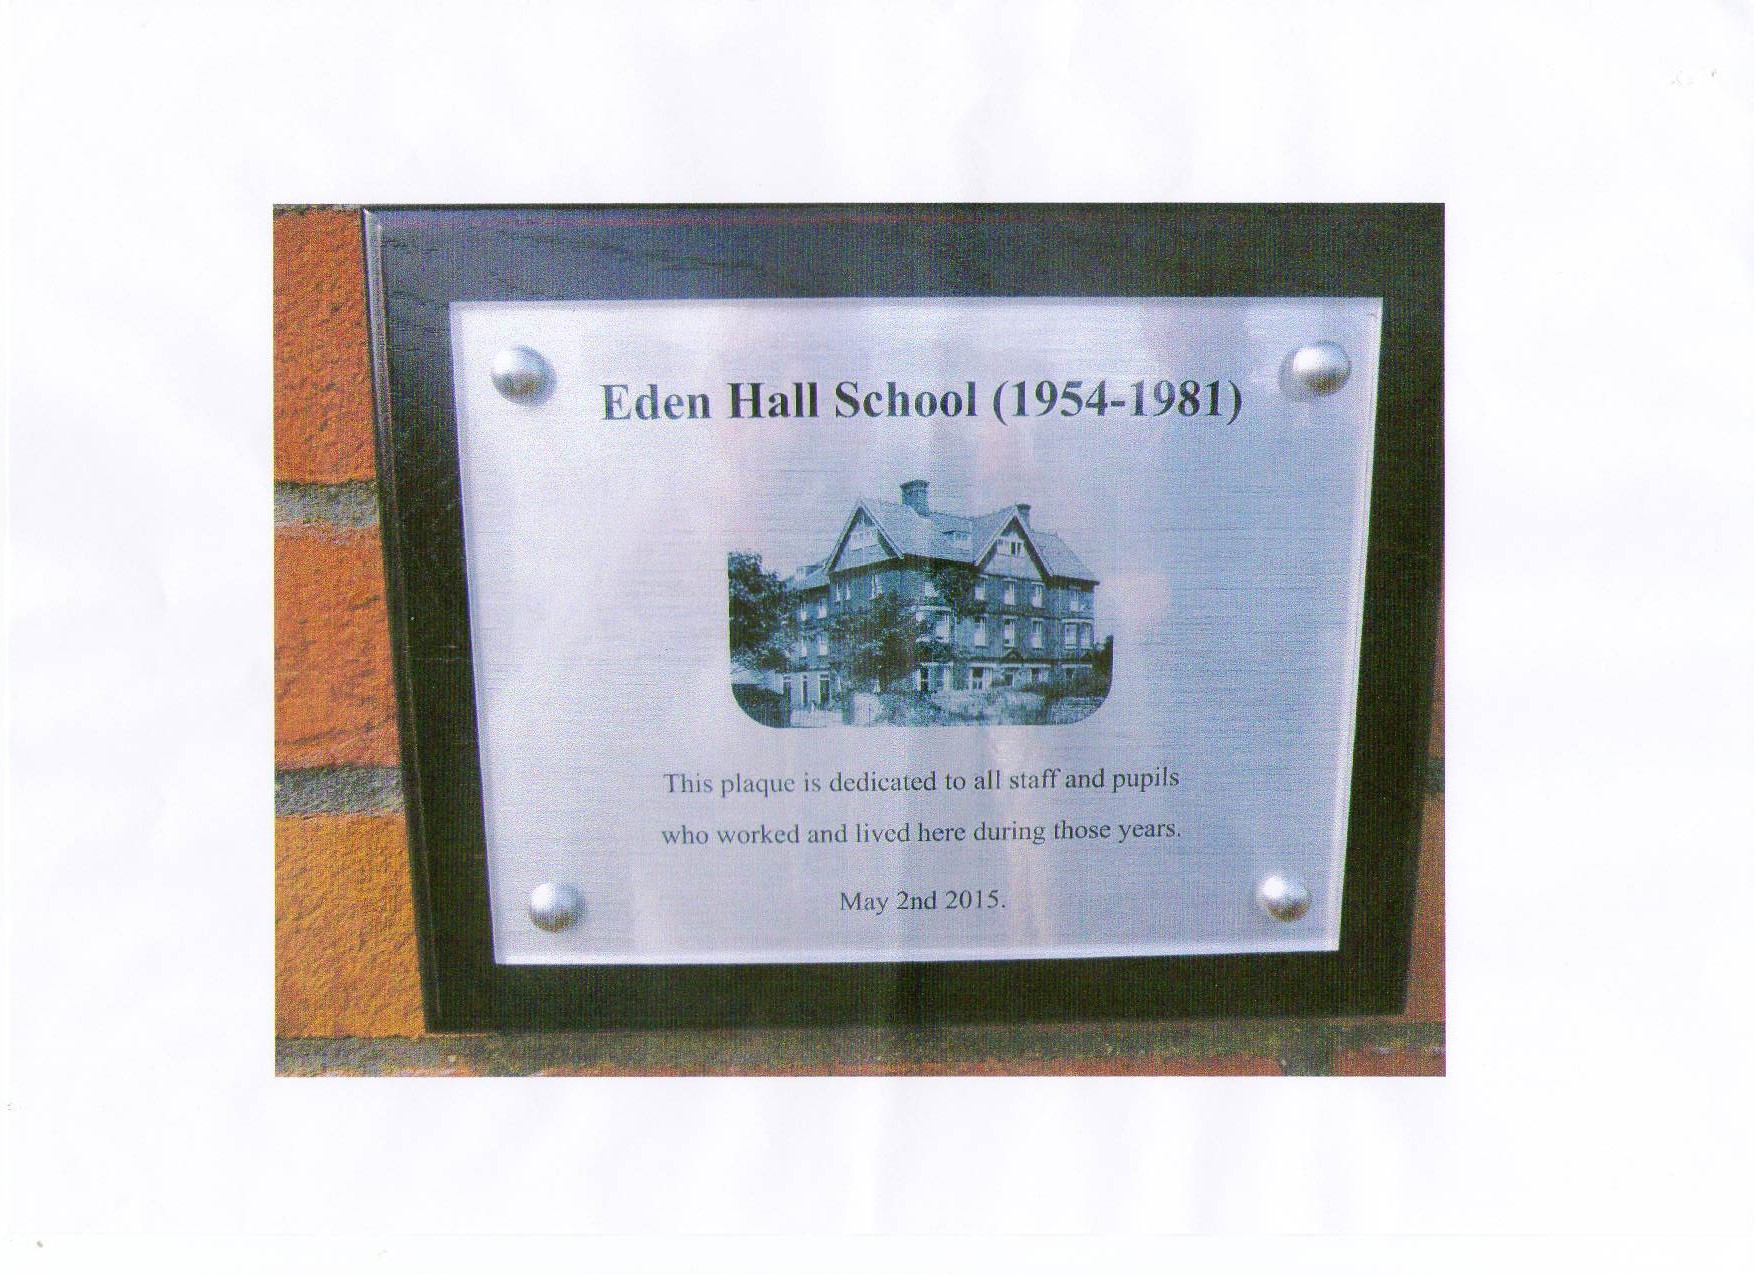 Eden Hall School (1954-1981)
This plaque is dedicated to all staff and pupils
who worked and lived here during those years.
May 2nd 2015.